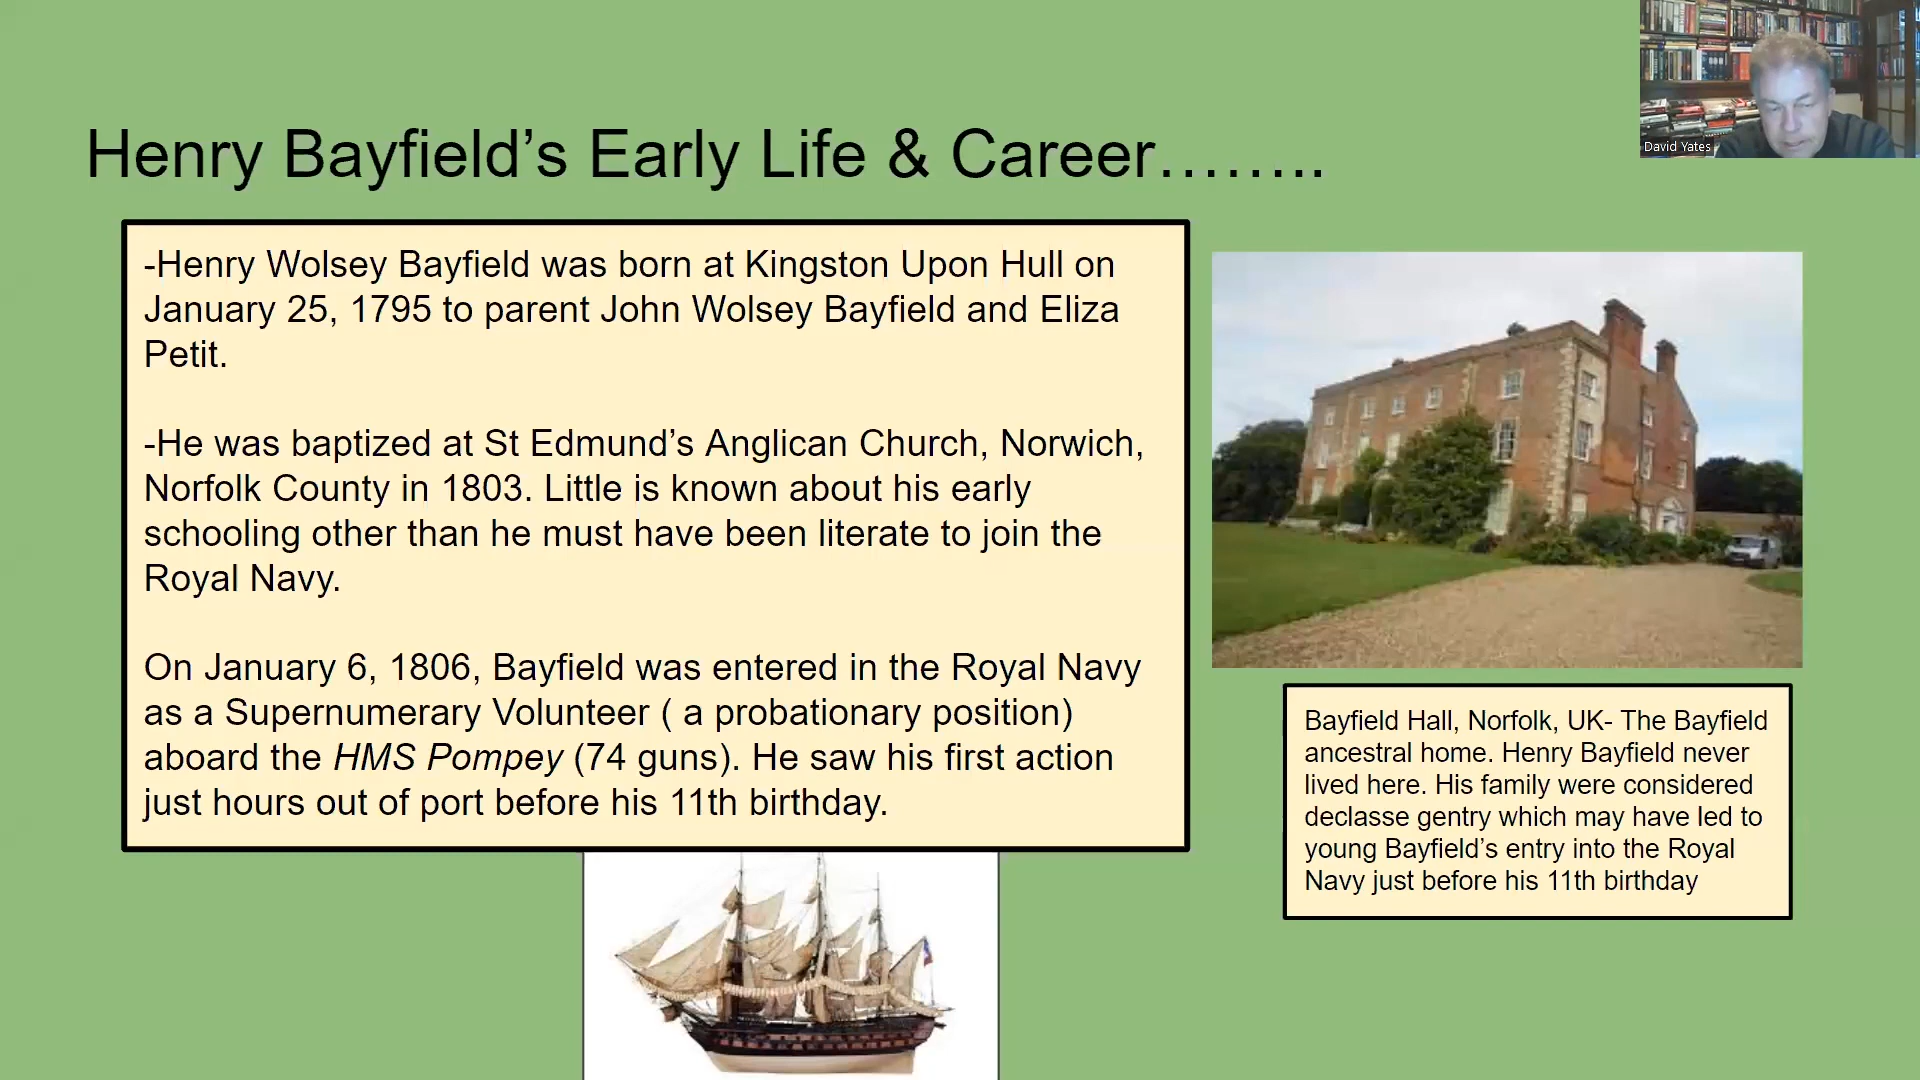 Henry Bayfield’s Early Life & Career……..
David Yates
-Henry Wolsey Bayfield was born at Kingston Upon Hull on
January 25, 1795 to parent John Wolsey Bayfield and Eliza
Petit.
-He was baptized at St Edmund’s Anglican Church, Norwich,
Norfolk County in 1803. Little is known about his early
schooling other than he must have been literate to join the
Royal Navy.
On January 6, 1806, Bayfield was entered in the Royal Navy
as a Supernumerary Volunteer ( a probationary position)
aboard the HMS Pompey (74 guns). He saw his first action
just hours out of port before his 11th birthday.
Bayfield Hall, Norfolk, UK- The Bayfield
ancestral home. Henry Bayfield never
lived here. His family were considered
declasse gentry which may have led to
young Bayfield’s entry into the Royal
Navy just before his 11th birthday